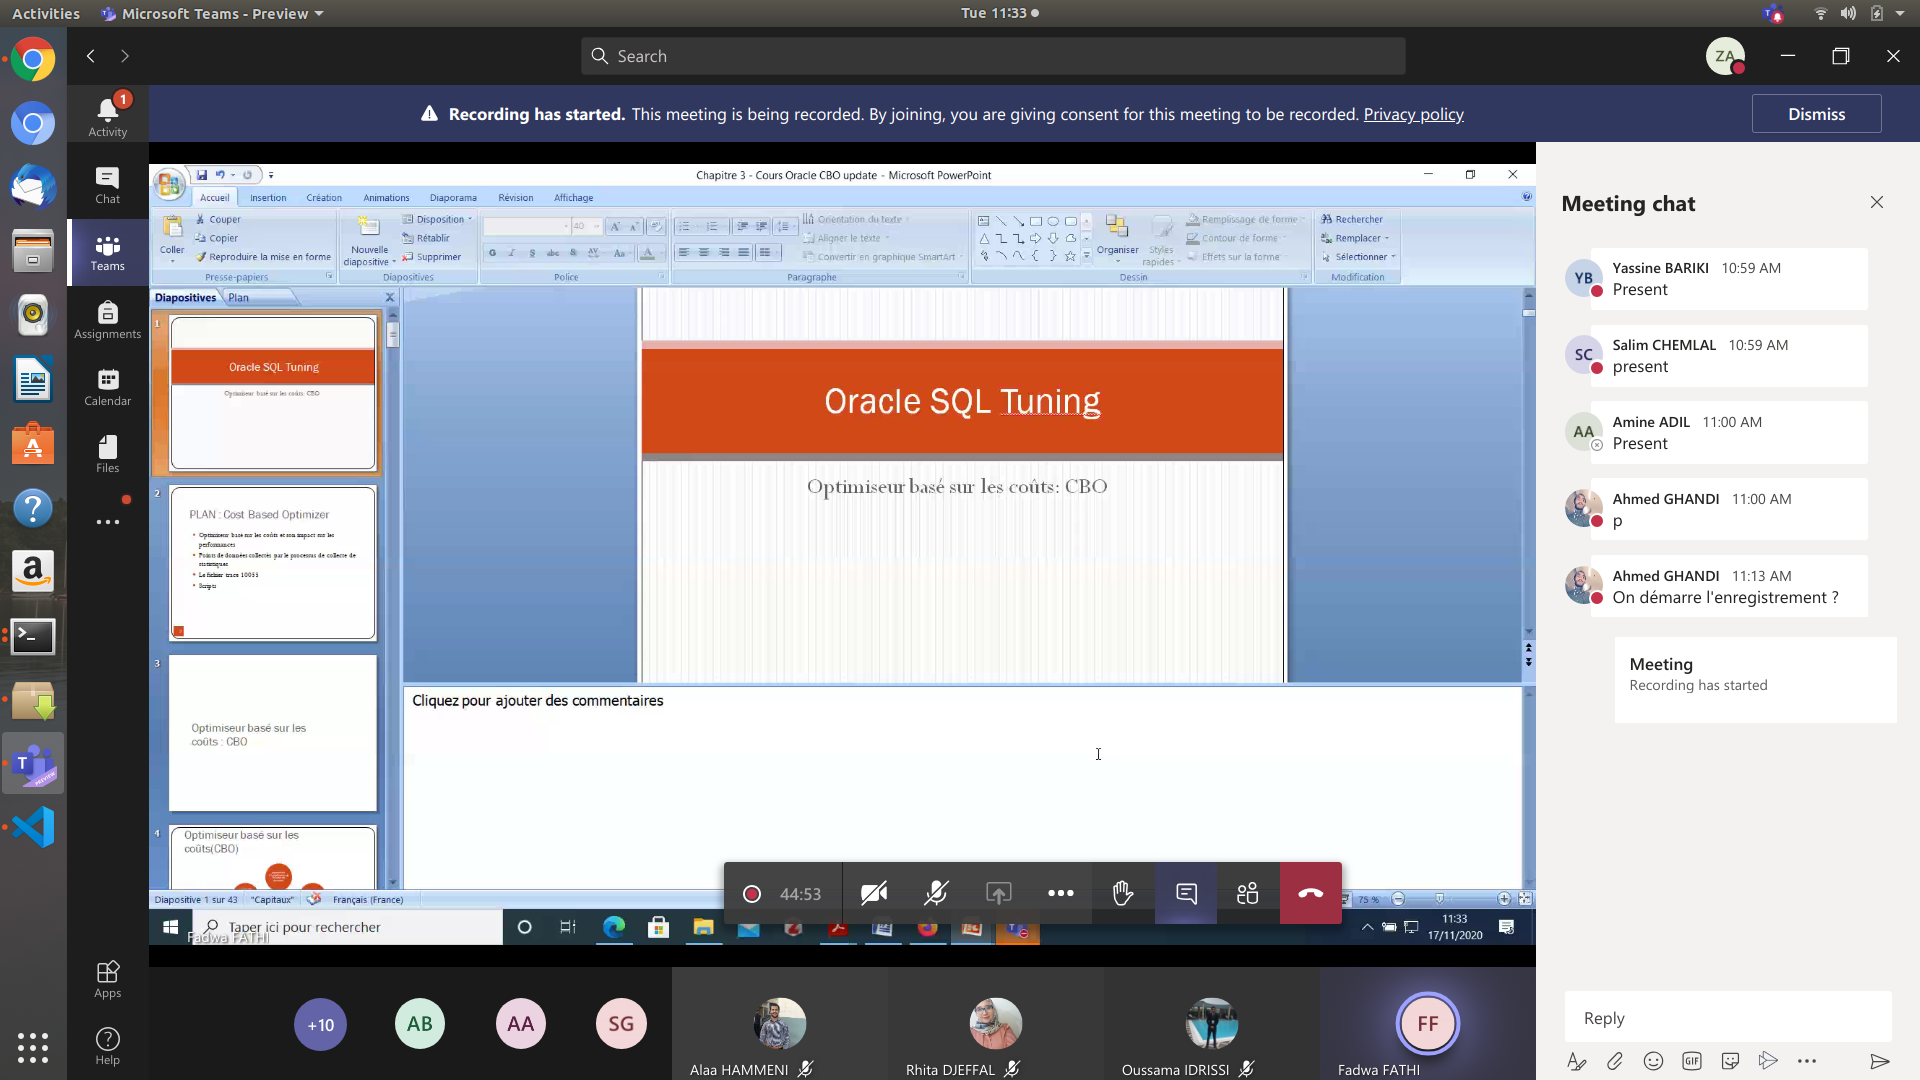 Activities
Microsoft Teams - Preview
Tue 11:33
Search
ZA
Recording has started. This meeting is being recorded. By joining, you are giving consent for this meeting to be recorded. Privacy policy
Dismiss
1
Activity
Chat
Teams
Assignments
Calendar
Files
Apps
Help
Chapitre 3 - Cours Oracle CBO update - Microsoft PowerPoint
Accueil
Insertion
Création
Animations
Diaporama
Révision
Affichage
Coller
Couper
Copier
Reproduire la mise en forme
Presse-papiers
Nouvelle diapositive
Disposition
Rétablir
Supprimer
Diapositives
40
Police
Orientation du texte
Aligner le texte
Convertir en graphique SmartArt
Paragraphe
Organiser
Styles rapides
Remplissage de forme
Contour de forme
Effets sur la forme
Dessin
Rechercher
Remplacer
Sélectionner
Modification
Diapositives
Plan
1
Oracle SQL Tuning
Optimiseur basé sur les coûts: CBO
2
PLAN : Cost Based Optimizer
Optimiseur basé sur les coûts et son impact sur les
performances
Points de données collectés par le processus de collecte de
statistiques
Le fichier trace 10053
Scripts
3
Optimiseur basé sur les
coûts : CBO
4
Optimiseur basé sur les
coûts(CBO)
Oracle SQL Tuning
Optimiseur basé sur les coûts: CBO
Cliquez pour ajouter des commentaires
Diapositive 1 sur 43
"Capitaux"
Français (France)
75 %
44:53
Taper ici pour rechercher
Fadwa FATHI
11:33
17/11/2020
+10
AB
AA
SG
Alaa HAMMENI
Rhita DJEFFAL
Oussama IDRISSI
FF
Fadwa FATHI
Meeting chat
YB
Yassine BARIKI 10:59 AM
Present
SC
Salim CHEMLAL 10:59 AM
present
AA
Amine ADIL 11:00 AM
Present
Ahmed GHANDI 11:00 AM
p
Ahmed GHANDI 11:13 AM
On démarre l'enregistrement ?
Meeting
Recording has started
Reply
GIF